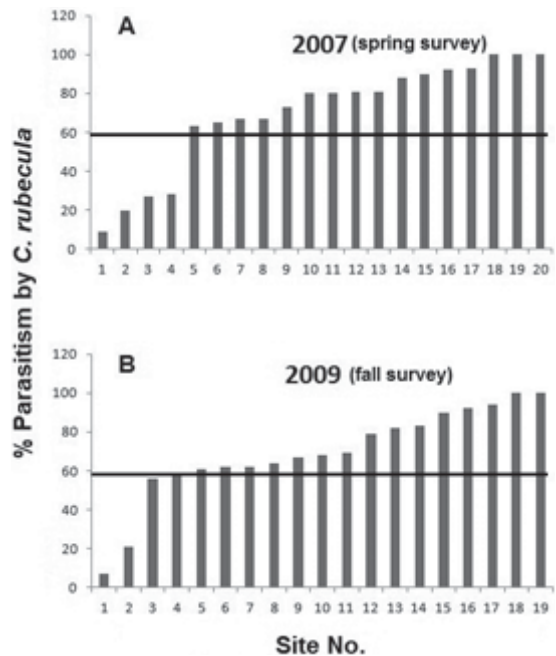 % Parasitism by C. rubecula
A
2007 (spring survey)
120
100
80
60
40
20
0
1 2 3 4 5 6 7 8 9 10 11 12 13 14 15 16 17 18 19 20
B
2009 (fall survey)
120
100
80
60
40
20
0
1 2 3 4 5 6 7 8 9 10 11 12 13 14 15 16 17 18 19
Site No.